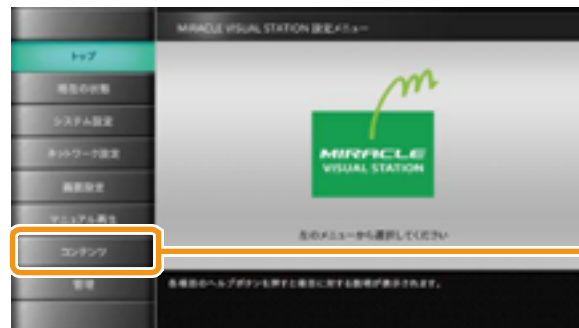 MIRACLE VISUAL STATION 設定メニュー
トップ
現在の状態
システム設定
ネットワーク設定
画面設定
マニュアル再生
コンテンツ
管理
MIRACLE
VISUAL STATION
左のメニューから選択してください
各項目のヘルプボタンを押すと項目に対する説明が表示されます。